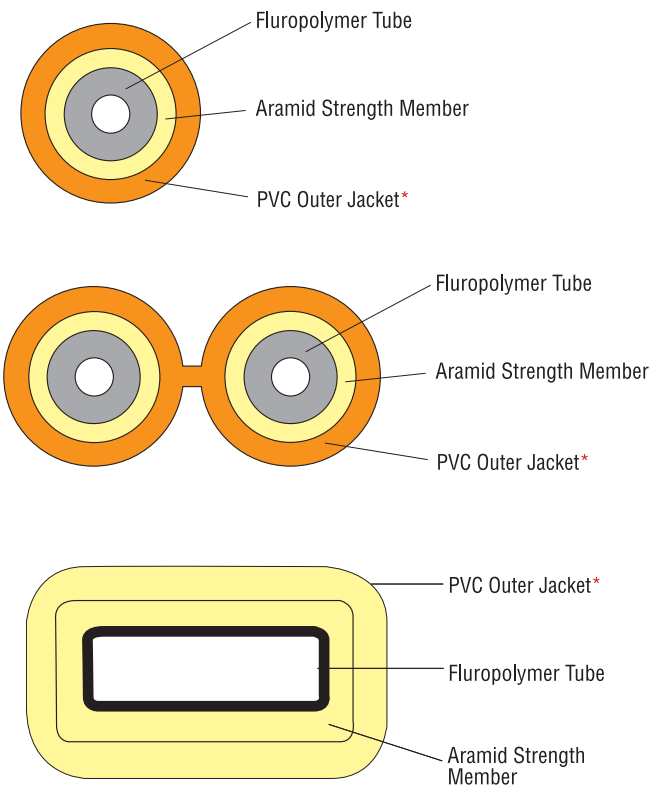 Fluropolymer Tube
Aramid Strength Member
PVC Outer Jacket*
Fluropolymer Tube
Aramid Strength Member
PVC Outer Jacket*
PVC Outer Jacket*
Fluropolymer Tube
Aramid Strength
Member